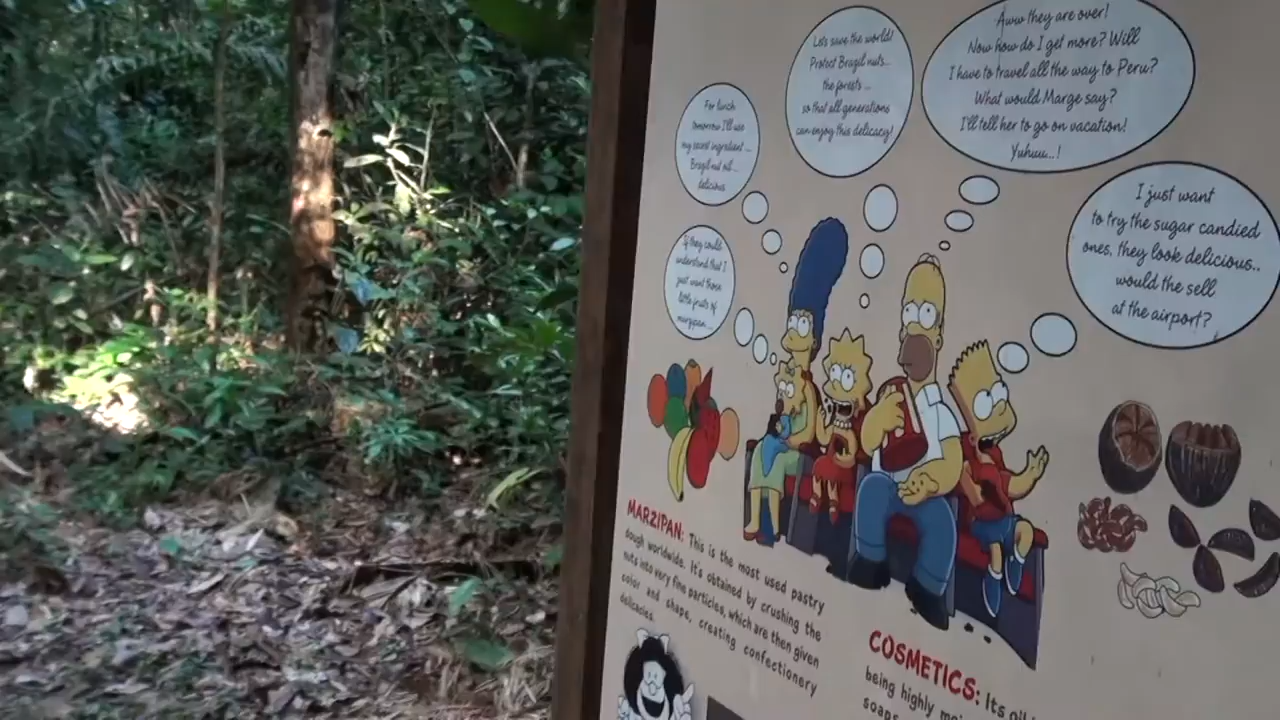 Aww they are over!
Now how do I get more? Will
I have to travel all the way to Peru?
What would Marge say?
I'll tell her to go on vacation!
Yuhuu...!
Let's save the world!
Protect Brazil nuts...
the forests ...
so that all generations
can enjoy this delicacy!
For lunch
tomorrow I'll use
my secret ingredient ...
Brazil nut oil...
delicious
I just want
to try the sugar candied
ones, they look delicious..
would the sell
at the airport?
If they could
understand that I
just want those
little fruits of
marzipan...
MARZIPAN: This is the most used pastry
dough worldwide. It's obtained by crushing the
nuts into very fine particles, which are then given
color and shape, creating confectionery
delicacies.
COSMETICS: Its oil
being highly
soaps